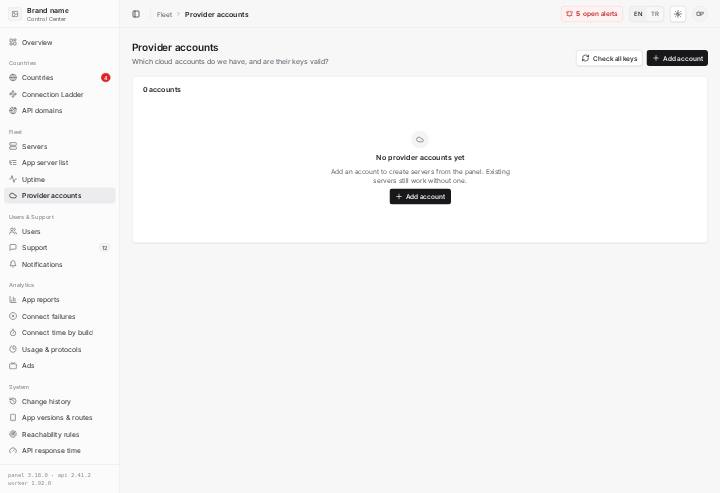 Brand name
Control Center
Overview
Countries
Countries
4
Connection Ladder
API domains
Fleet
Servers
App server list
Uptime
Provider accounts
Users & Support
Users
Support
12
Notifications
Analytics
App reports
Connect failures
Connect time by build
Usage & protocols
Ads
System
Change history
App versions & routes
Reachability rules
API response time
panel 3.18.0 · api 2.41.2
worker 1.92.0
Fleet
Provider accounts
5 open alerts
EN
TR
OP
Provider accounts
Which cloud accounts do we have, and are their keys valid?
Check all keys
Add account
0 accounts
No provider accounts yet
Add an account to create servers from the panel. Existing
servers still work without one.
Add account